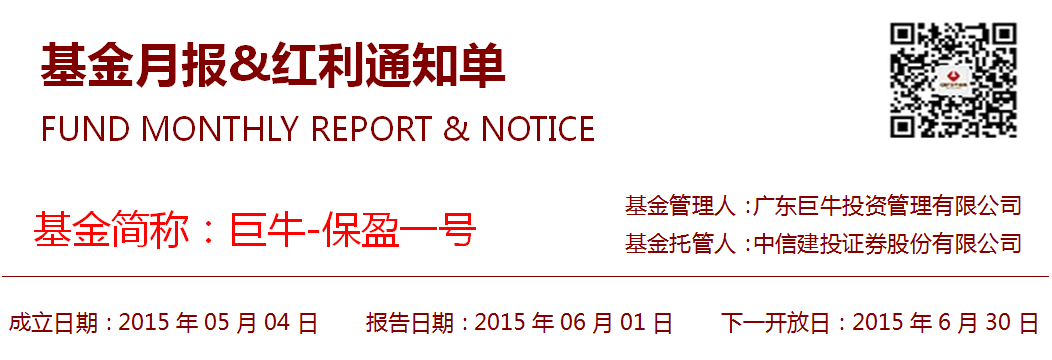 基金月报&红利通知单
FUND MONTHLY REPORT & NOTICE
基金简称：巨牛-保盈一号
基金管理人：广东巨牛投资管理有限公司
基金托管人：中信建投证券股份有限公司
成立日期：2015 年 05 月 04 日 报告日期：2015 年 06 月 01 日 下一开放日：2015 年 6 月 30 日